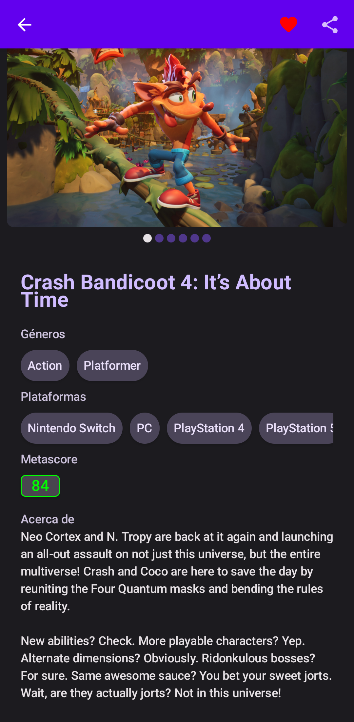 Crash Bandicoot 4: It’s About
Time
Géneros
Action Platformer
Plataformas
Nintendo Switch PC PlayStation 4 PlayStation 5
Metascore
84
Acerca de
Neo Cortex and N. Tropy are back at it again and launching
an all-out assault on not just this universe, but the entire
multiverse! Crash and Coco are here to save the day by
reuniting the Four Quantum masks and bending the rules
of reality.
New abilities? Check. More playable characters? Yep.
Alternate dimensions? Obviously. Ridonkulous bosses?
For sure. Same awesome sauce? You bet your sweet jorts.
Wait, are they actually jorts? Not in this universe!